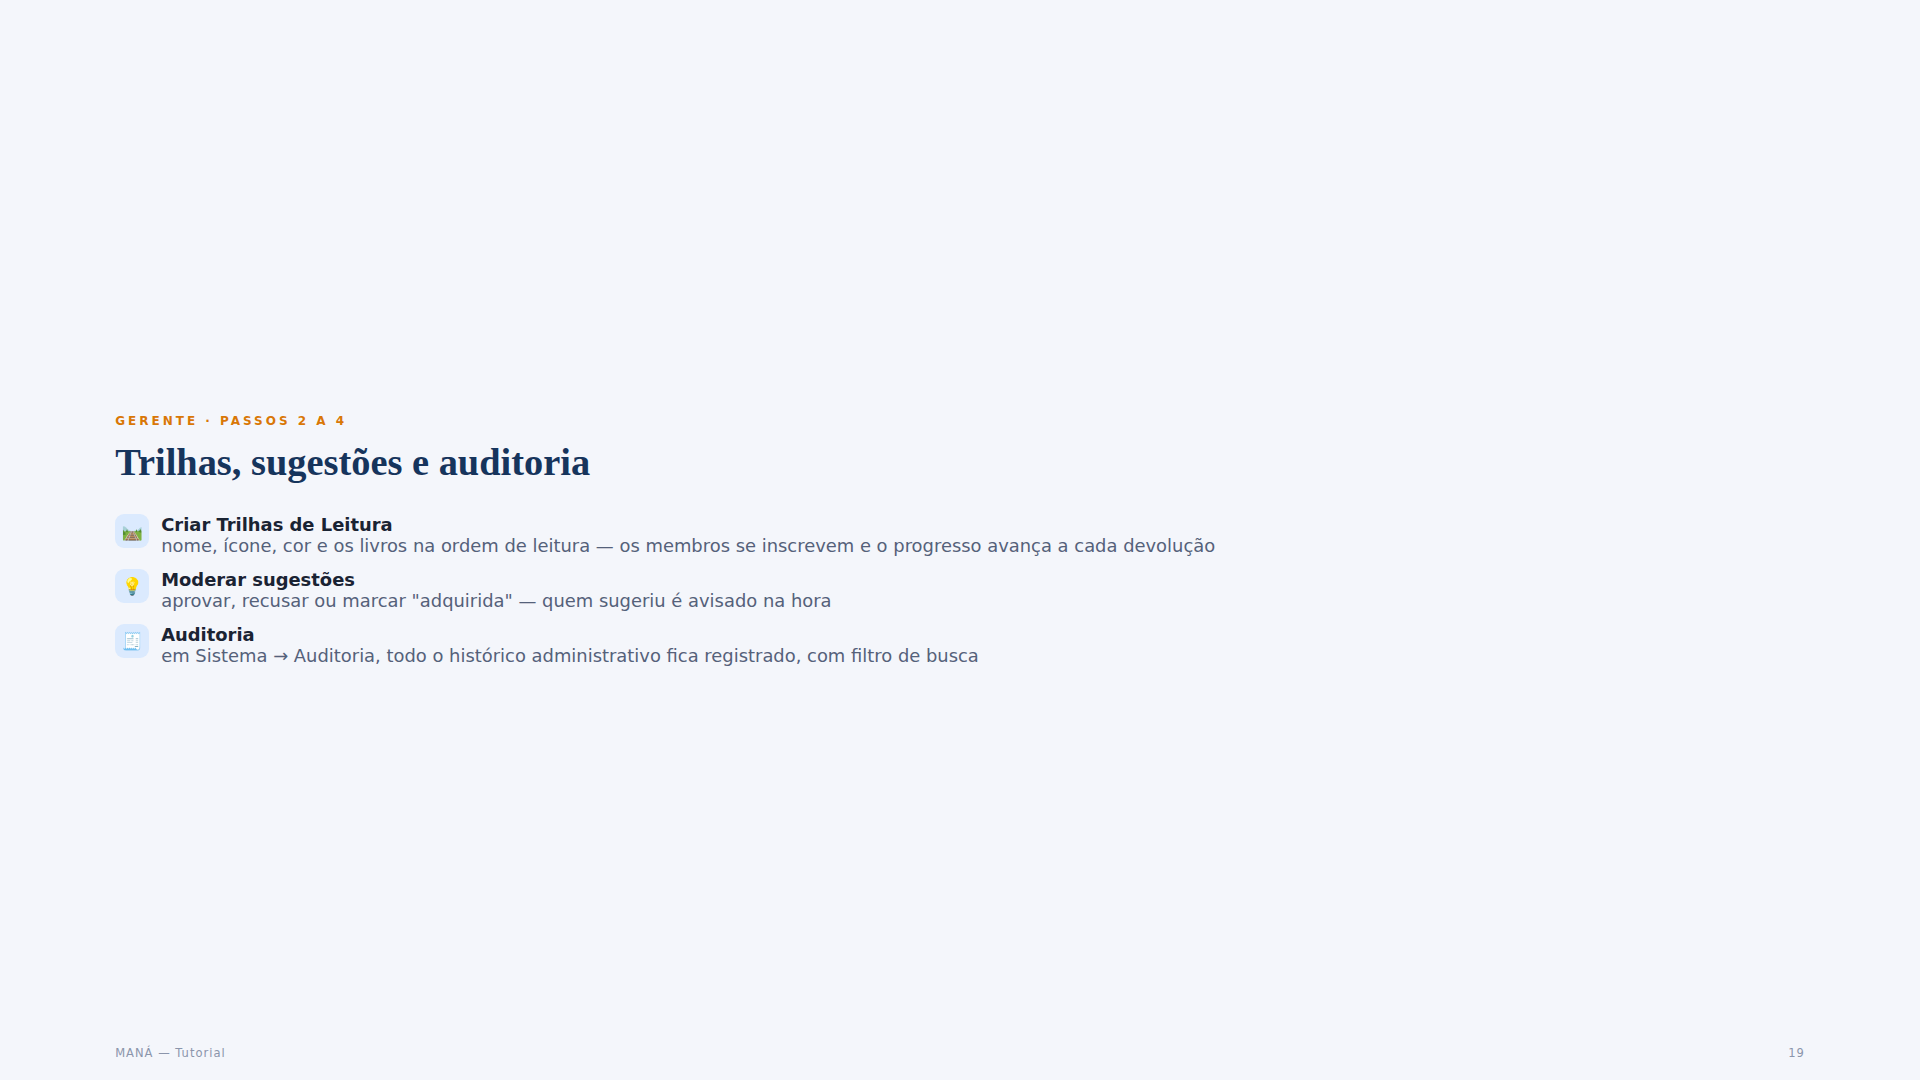 GERENTE · PASSOS 2 A 4
Trilhas, sugestões e auditoria
Criar Trilhas de Leitura
nome, ícone, cor e os livros na ordem de leitura — os membros se inscrevem e o progresso avança a cada devolução
Moderar sugestões
aprovar, recusar ou marcar "adquirida" — quem sugeriu é avisado na hora
Auditoria
em Sistema → Auditoria, todo o histórico administrativo fica registrado, com filtro de busca
MANÁ — Tutorial
19